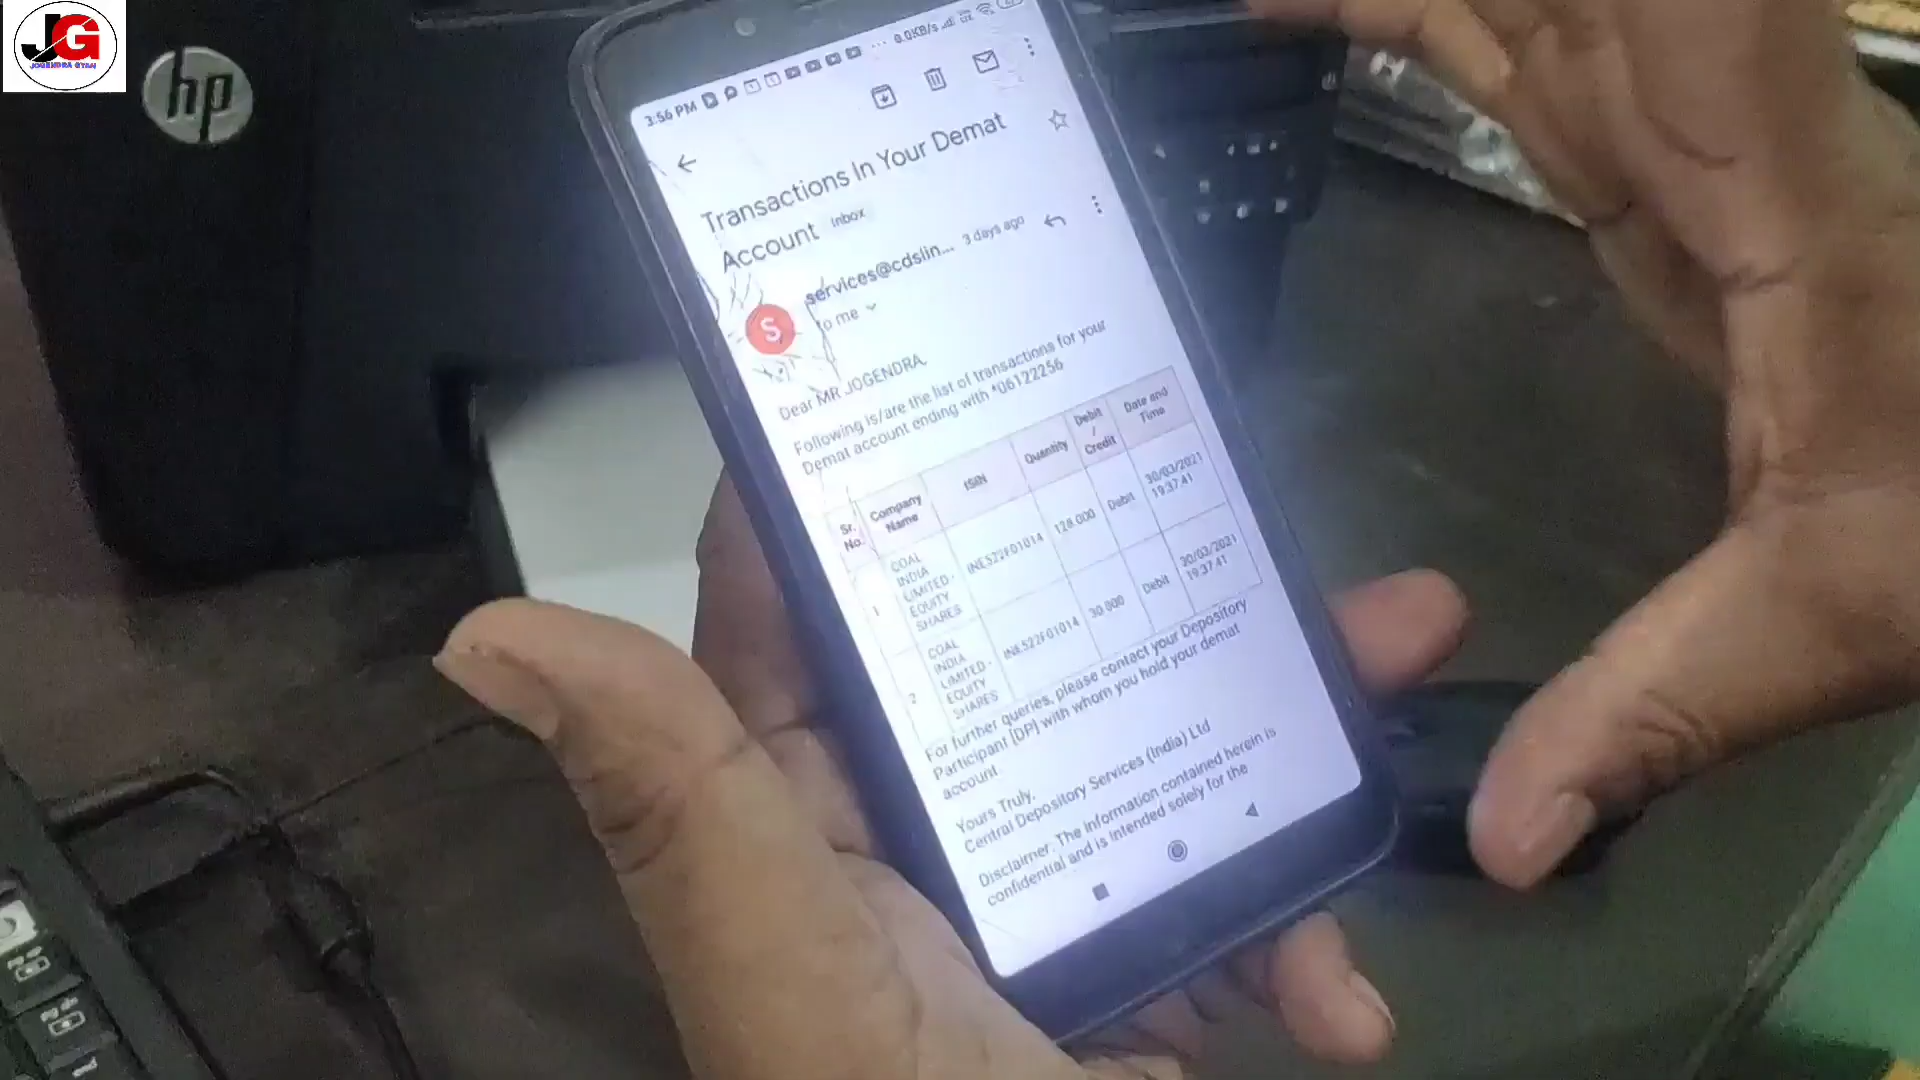 JG
JOGENDRA GYAN
hp
3:56 PM
0.0KB/s
Transactions In Your Demat
Account Inbox
S
services@cdslin... 3 days ago
to me
Dear MR JOGENDRA,
Following is/are the list of transactions for your
Demat account ending with *06122256
Sr. No. Company Name ISIN Quantity Debit / Credit Date and Time
1 COAL INDIA LIMITED - EQUITY SHARES INE522F01014 128.000 Debit 30/03/2021 19:37:41
2 COAL INDIA LIMITED - EQUITY SHARES INE522F01014 30.000 Debit 30/03/2021 19:37:41
For further queries, please contact your Depository
Participant [DP] with whom you hold your demat
account.
Yours Truly,
Central Depository Services (India) Ltd
Disclaimer: The information contained herein is
confidential and is intended solely for the